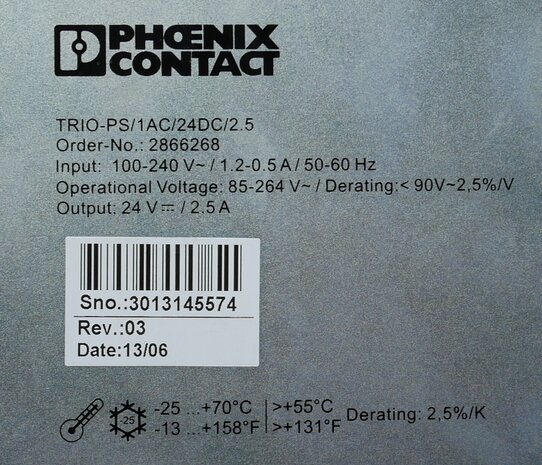 PHŒNIX
CONTACT
TRIO-PS/1AC/24DC/2.5
Order-No.: 2866268
Input: 100-240 V~ / 1.2-0.5 A / 50-60 Hz
Operational Voltage: 85-264 V~ / Derating:< 90V~2,5%/V
Output: 24 V⎓ / 2.5 A
Sno.:3013145574
Rev.:03
Date:13/06
-25 -25 ...+70°C >+55°C Derating: 2,5%/K
-13 ...+158°F >+131°F